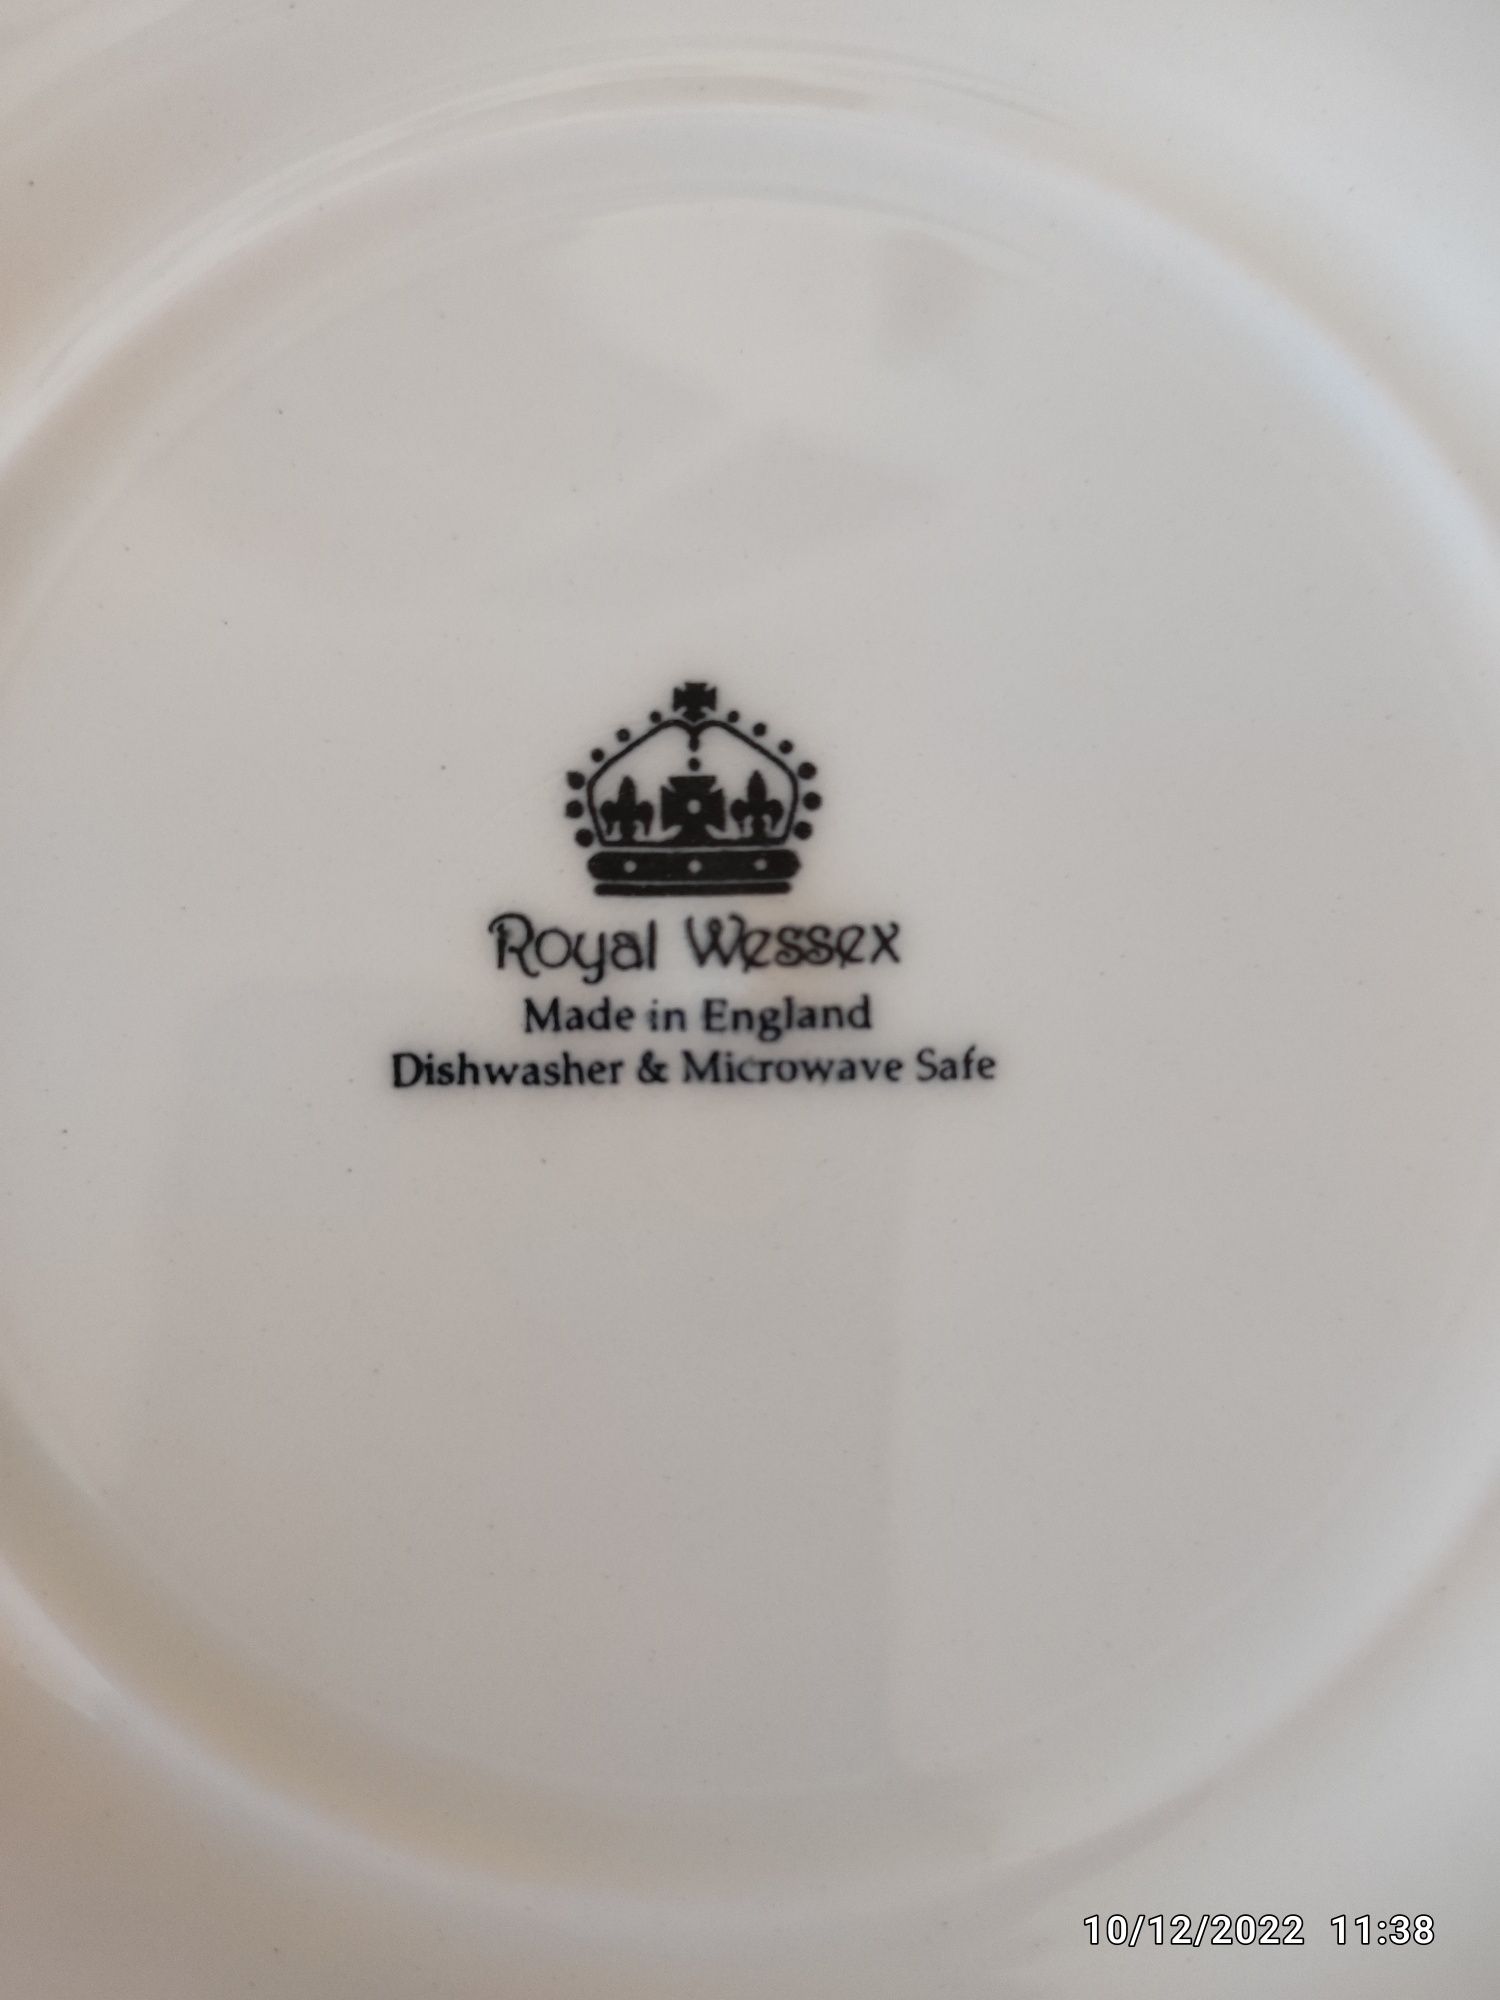 Royal Wessex
Made in England
Dishwasher & Microwave Safe
10/12/2022 11:38